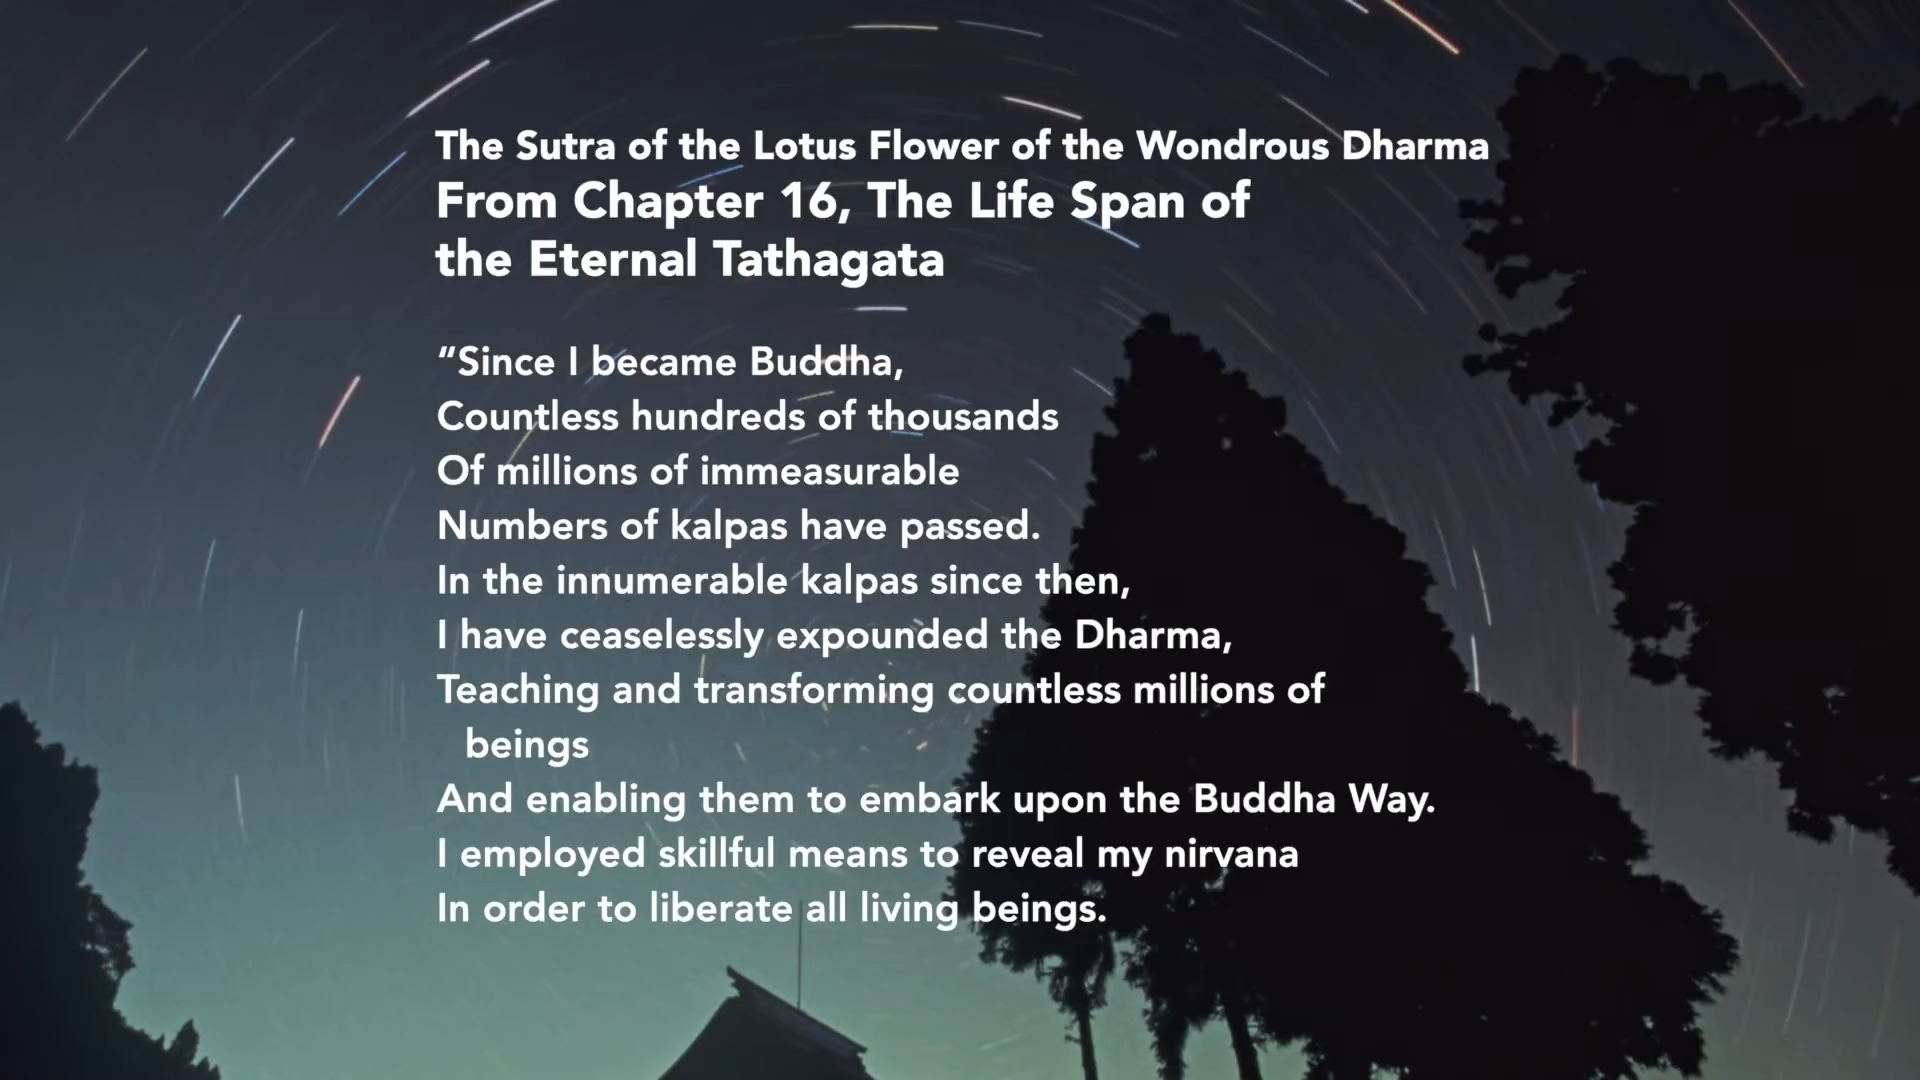 The Sutra of the Lotus Flower of the Wondrous Dharma
From Chapter 16, The Life Span of
the Eternal Tathagata
“Since I became Buddha,
Countless hundreds of thousands
Of millions of immeasurable
Numbers of kalpas have passed.
In the innumerable kalpas since then,
I have ceaselessly expounded the Dharma,
Teaching and transforming countless millions of
beings
And enabling them to embark upon the Buddha Way.
I employed skillful means to reveal my nirvana
In order to liberate all living beings.